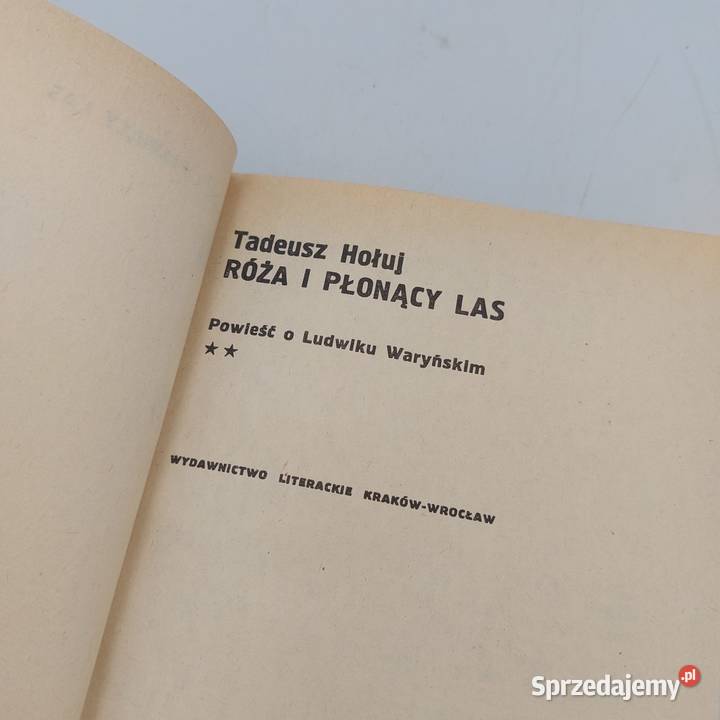 Tadeusz Hołuj
RÓŻA I PŁONĄCY LAS
Powieść o Ludwiku Waryńskim
★★
WYDAWNICTWO LITERACKIE KRAKÓW-WROCŁAW
Sprzedajemy.pl